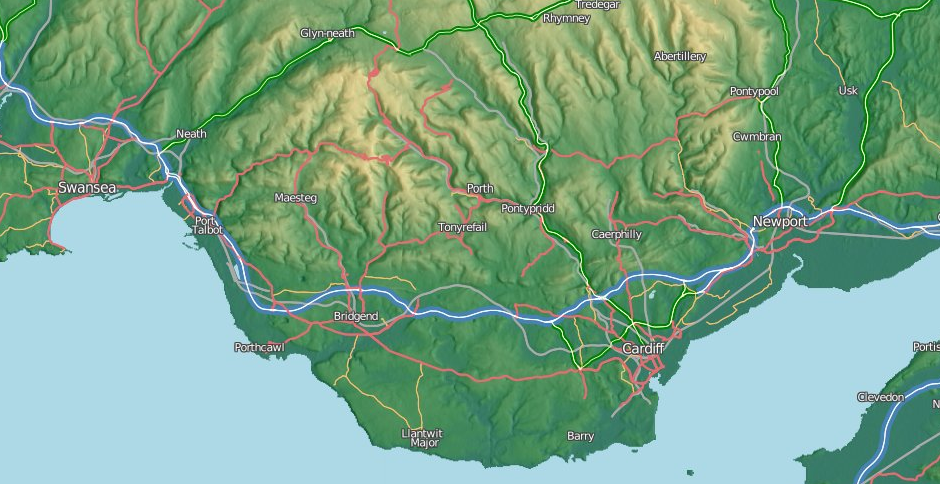 Tredegar
Rhymney
Glyn-neath
Abertillery
Pontypool
Usk
Neath
Cwmbran
Swansea
Porth
Maesteg
Pontypridd
Port
Talbot
Newport
Tonyrefail
Caerphilly
Bridgend
Porthcawl
Cardiff
Portis
Clevedon
N
Llantwit
Major
Barry